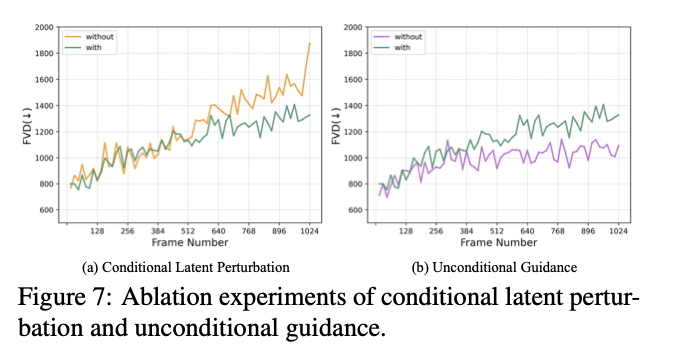 2000
1800
1600
1400
1200
1000
800
600
FVD(↓)
without
with
128 256 384 512 640 768 896 1024
Frame Number
(a) Conditional Latent Perturbation
2000
1800
1600
1400
1200
1000
800
600
FVD(↓)
without
with
128 256 384 512 640 768 896 1024
Frame Number
(b) Unconditional Guidance
Figure 7: Ablation experiments of conditional latent pertur-
bation and unconditional guidance.